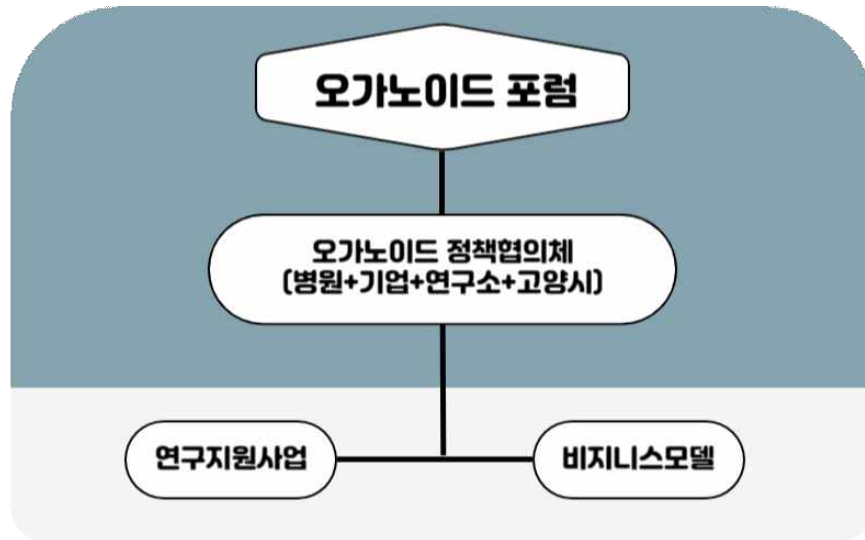 오가노이드 포럼
오가노이드 정책협의체
(병원+기업+연구소+고양시)
연구지원사업
비지니스모델